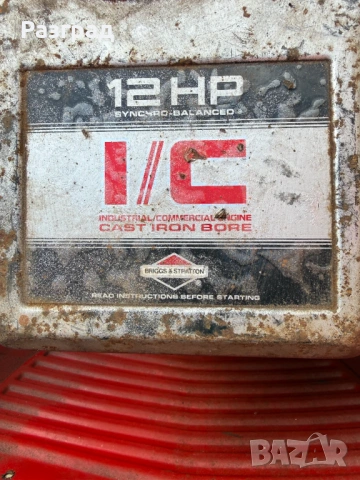 Разград
12 HP
SYNCHRO-BALANCED
I/C
INDUSTRIAL/COMMERCIAL ENGINE
CAST IRON BORE
BRIGGS & STRATTON
READ INSTRUCTIONS BEFORE STARTING
BAZAR